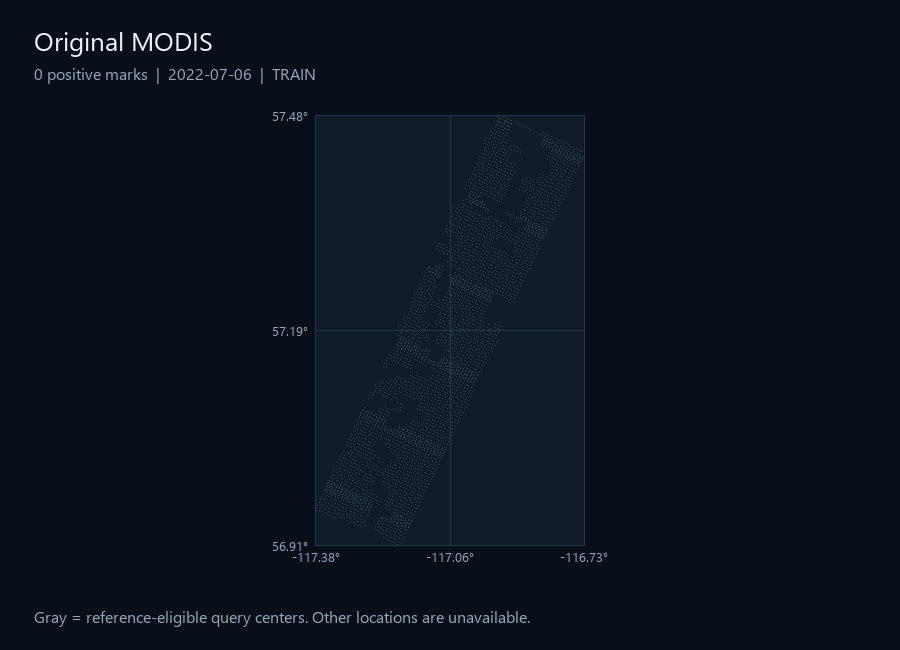 Original MODIS
0 positive marks | 2022-07-06 | TRAIN
57.48°
57.19°
56.91°
-117.38°
-117.06°
-116.73°
Gray = reference-eligible query centers. Other locations are unavailable.